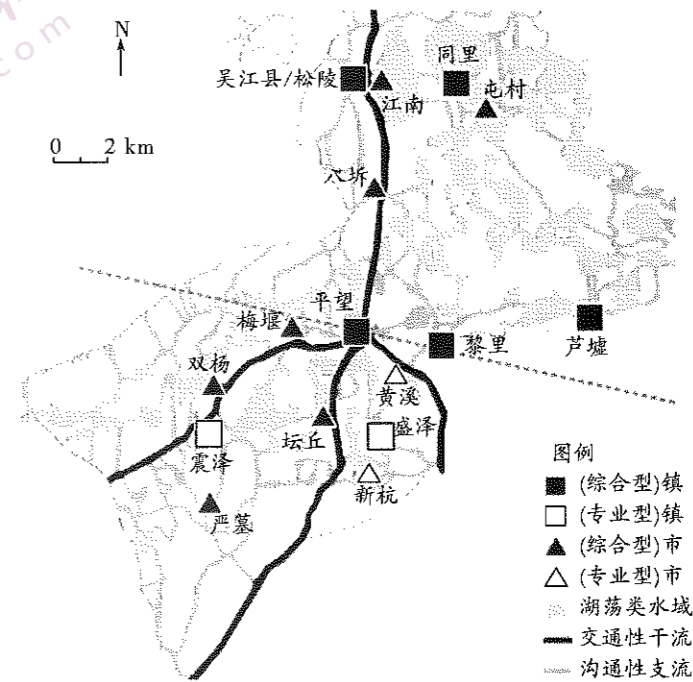 com
N
同里
吴江县/松陵
江南
屯村
0 2 km
八坼
平望
梅堰
黎里
芦墟
双杨
黄溪
坛丘
盛泽
震泽
新杭
严墓
图例
(综合型)镇
(专业型)镇
(综合型)市
(专业型)市
湖荡类水域
交通性干流
沟通性支流